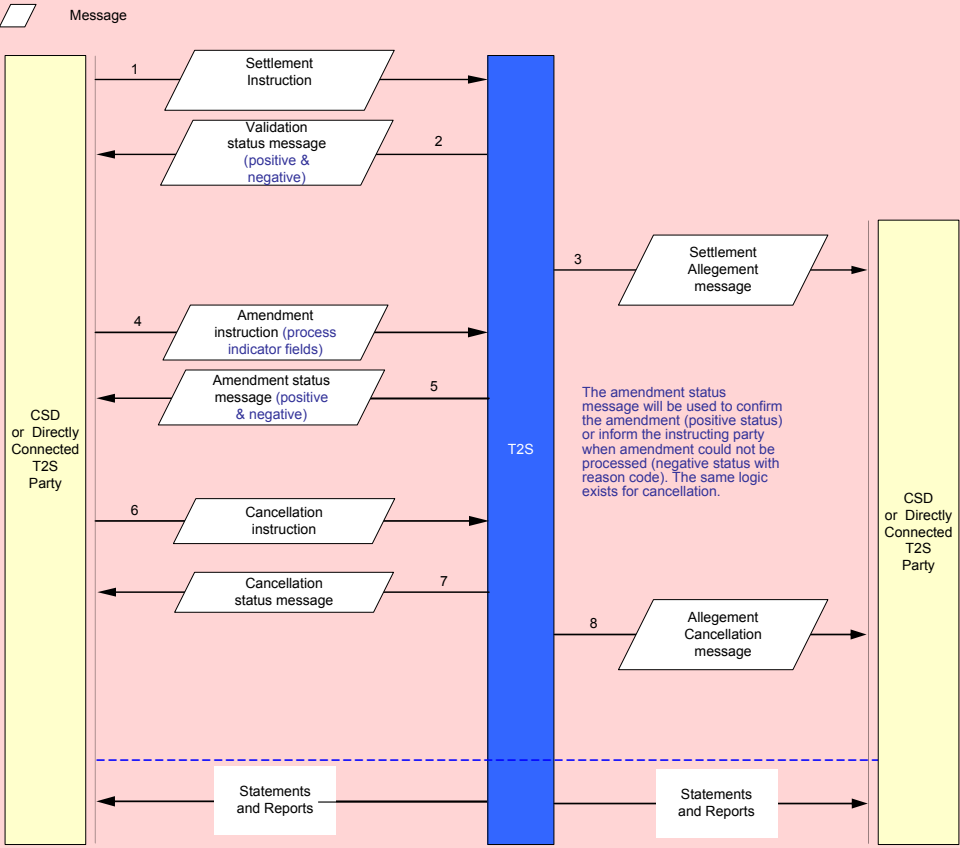 Message
1
Settlement
Instruction
Validation
status message
(positive &
negative)
2
3
Settlement
Allegement
message
4
Amendment
instruction (process
indicator fields)
Amendment status
message (positive
& negative)
5
The amendment status
message will be used to confirm
the amendment (positive status)
or inform the instructing party
when amendment could not be
processed (negative status with
reason code). The same logic
exists for cancellation.
CSD
or Directly
Connected
T2S
Party
T2S
CSD
or Directly
Connected
T2S
Party
6
Cancellation
instruction
Cancellation
status message
7
8
Allegement
Cancellation
message
Statements
and Reports
Statements
and Reports